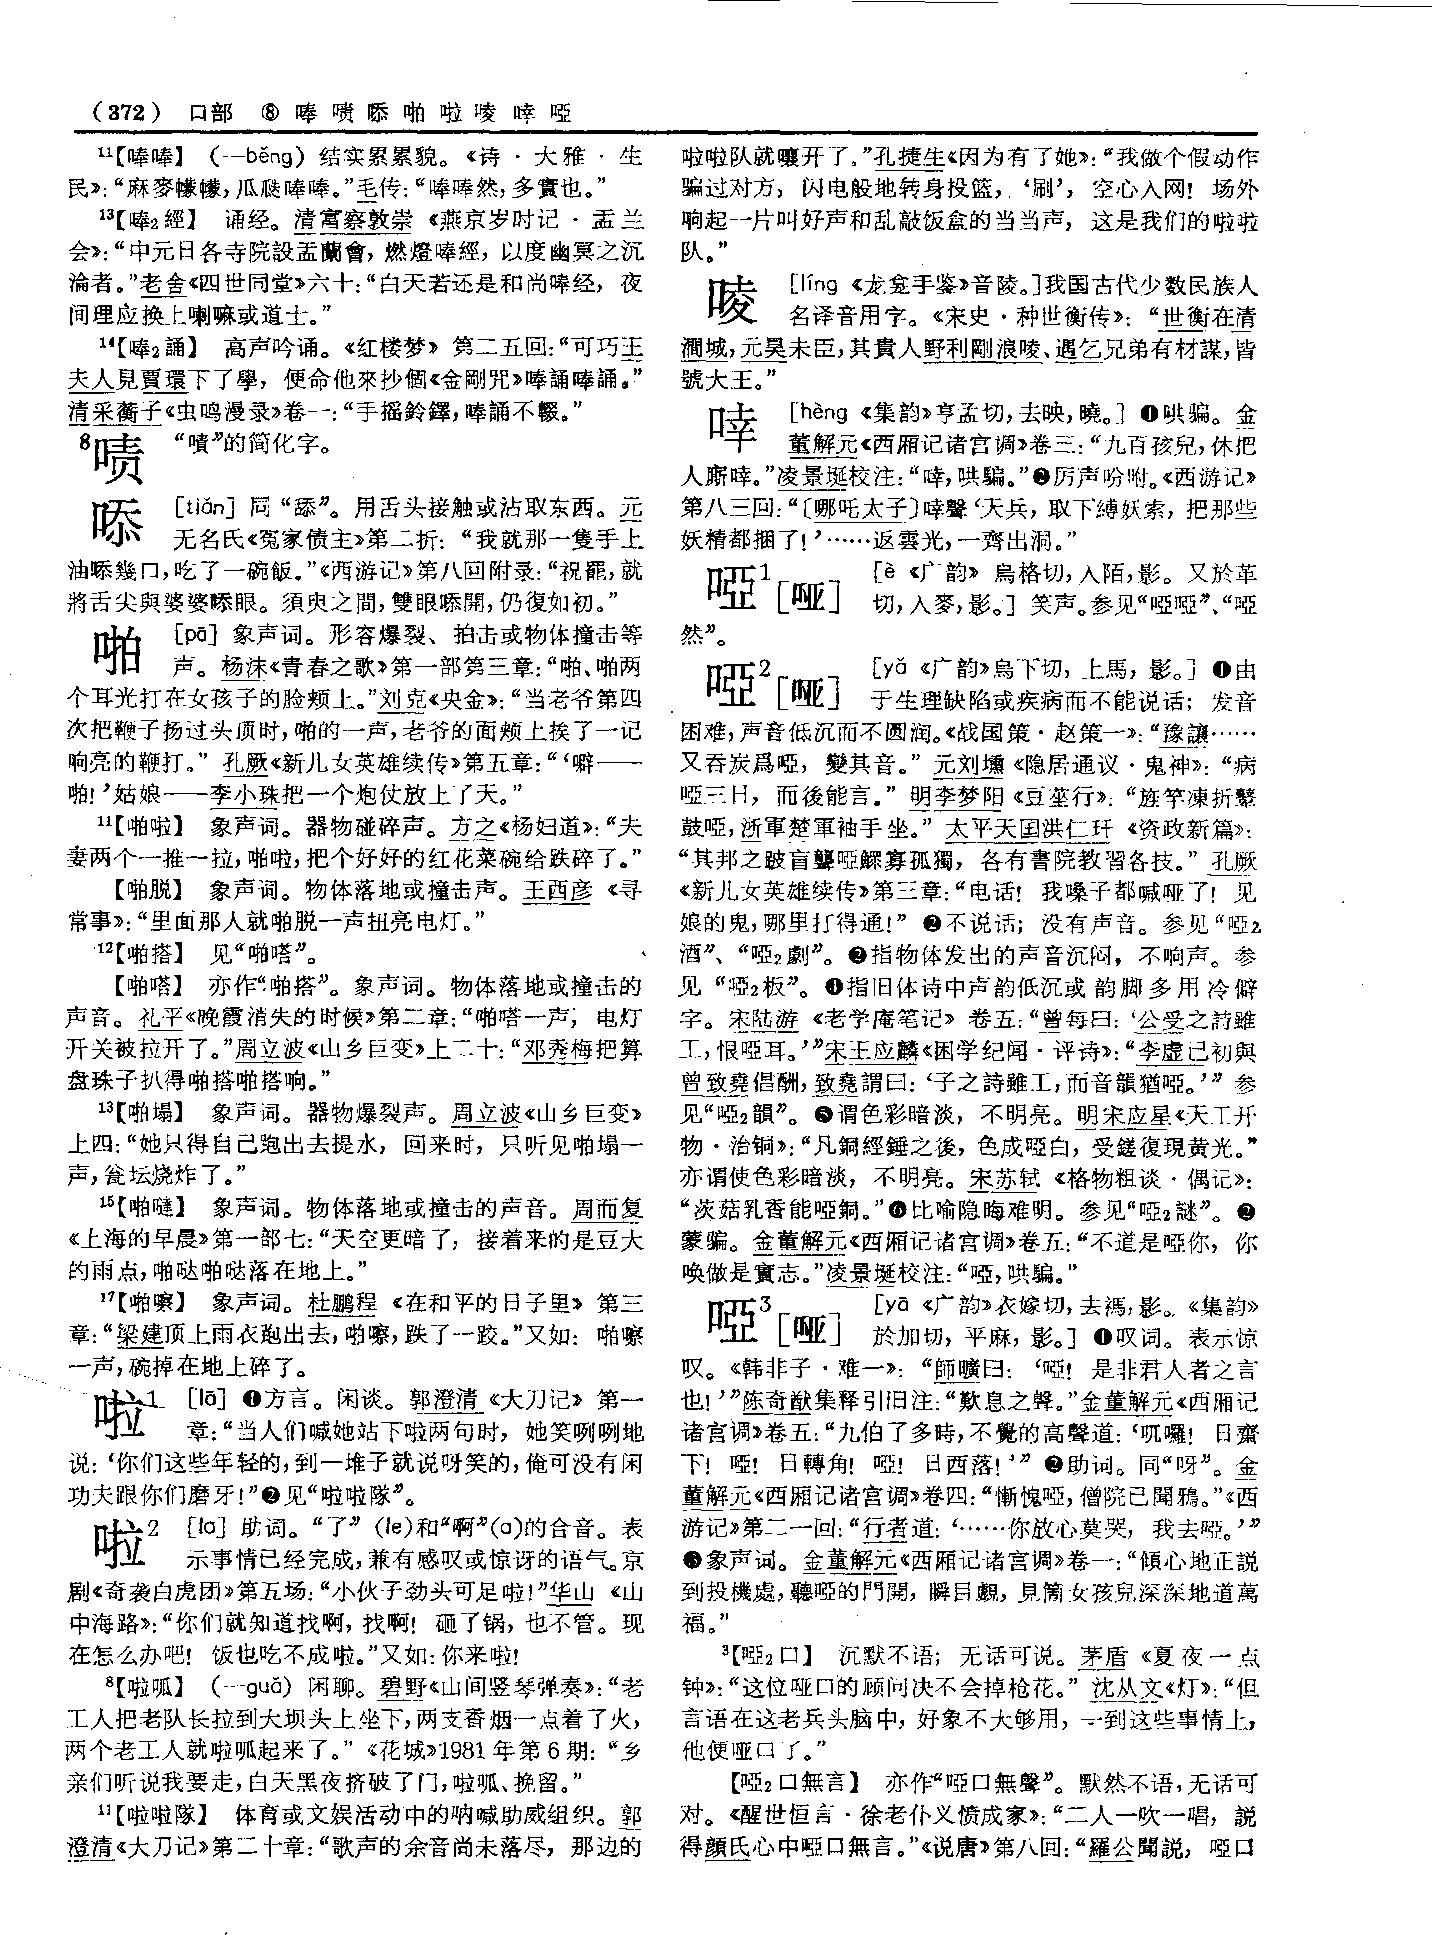 （372） 口部 ⑧ 唪 啧 㖭 啪 啦 唛 啈 啞
¹¹【唪唪】 （—běng）结实累累貌。《诗·大雅·生
民》：“麻麥幪幪，瓜瓞唪唪。”毛传：“唪唪然，多實也。”
¹³【唪₂經】 诵经。清富察敦崇《燕京岁时记·盂兰
会》：“中元日各寺院設盂蘭會，燃燈唪經，以度幽冥之沉
淪者。”老舍《四世同堂》六十：“白天若还是和尚唪经，夜
间理应换上喇嘛或道士。”
¹⁴【唪₂誦】 高声吟诵。《红楼梦》第二五回：“可巧王
夫人見賈環下了學，便命他來抄個《金剛咒》唪誦唪誦。”
清采蘅子《虫鸣漫录》卷一：“手摇鈴鐸，唪誦不輟。”
⁸啧 “嘖”的简化字。
㖭 ［tiǎn］同“舔”。用舌头接触或沾取东西。元
无名氏《冤家债主》第二折：“我就那一隻手上
油㖭幾口，吃了一碗飯。”《西游记》第八回附录：“祝罷，就
將舌尖與婆婆㖭眼。須臾之間，雙眼㖭開，仍復如初。”
啪 ［pā］象声词。形容爆裂、拍击或物体撞击等
声。杨沫《青春之歌》第一部第三章：“啪、啪两
个耳光打在女孩子的脸颊上。”刘克《央金》：“当老爷第四
次把鞭子扬过头顶时，啪的一声，老爷的面颊上挨了一记
响亮的鞭打。”孔厥《新儿女英雄续传》第五章：“‘噼——
啪！’姑娘——李小珠把一个炮仗放上了天。”
¹¹【啪啦】 象声词。器物碰碎声。方之《杨妇道》：“夫
妻两个一推一拉，啪啦，把个好好的红花菜碗给跌碎了。”
【啪脱】 象声词。物体落地或撞击声。王西彦《寻
常事》：“里面那人就啪脱一声扭亮电灯。”
¹²【啪搭】 见“啪嗒”。
【啪嗒】 亦作“啪搭”。象声词。物体落地或撞击的
声音。礼平《晚霞消失的时候》第二章：“啪嗒一声，电灯
开关被拉开了。”周立波《山乡巨变》上二十：“邓秀梅把算
盘珠子扒得啪搭啪搭响。”
¹³【啪塌】 象声词。器物爆裂声。周立波《山乡巨变》
上四：“她只得自己跑出去提水，回来时，只听见啪塌一
声，瓮坛烧炸了。”
¹⁵【啪噠】 象声词。物体落地或撞击的声音。周而复
《上海的早晨》第一部七：“天空更暗了，接着来的是豆大
的雨点，啪哒啪哒落在地上。”
¹⁷【啪嚓】 象声词。杜鹏程《在和平的日子里》第三
章：“梁建顶上雨衣跑出去，啪嚓，跌了一跤。”又如：啪嚓
一声，碗掉在地上碎了。
啦¹ ［lā］❶方言。闲谈。郭澄清《大刀记》第一
章：“当人们喊她站下啦两句时，她笑咧咧地
说：‘你们这些年轻的，到一堆子就说呀笑的，俺可没有闲
功夫跟你们磨牙！”❷见“啦啦隊”。
啦² ［la］助词。“了”（le）和“啊”（a）的合音。表
示事情已经完成，兼有感叹或惊讶的语气。京
剧《奇袭白虎团》第五场：“小伙子劲头可足啦！”华山《山
中海路》：“你们就知道找啊，找啊！砸了锅，也不管。现
在怎么办吧！饭也吃不成啦。”又如：你来啦！
⁸【啦呱】 （—guǎ）闲聊。碧野《山间竖琴弹奏》：“老
工人把老队长拉到大坝头上坐下，两支香烟一点着了火，
两个老工人就啦呱起来了。”《花城》1981年第6期：“乡
亲们听说我要走，白天黑夜挤破了门，啦呱、挽留。”
¹¹【啦啦隊】 体育或文娱活动中的呐喊助威组织。郭
澄清《大刀记》第二十章：“歌声的余音尚未落尽，那边的
啦啦队就嚷开了。”孔捷生《因为有了她》：“我做个假动作
骗过对方，闪电般地转身投篮，‘刷’，空心入网！场外
响起一片叫好声和乱敲饭盒的当当声，这是我们的啦啦
队。”
唛 ［líng《龙龛手鉴》音陵。］我国古代少数民族人
名译音用字。《宋史·种世衡传》：“世衡在清
澗城，元昊未臣，其貴人野利剛浪唛、遇乞兄弟有材謀，皆
號大王。”
啈 ［hèng《集韵》亨孟切，去映，曉。］❶哄骗。金
董解元《西厢记诸宫调》卷三：“九百孩兒，休把
人厮啈。”凌景埏校注：“啈，哄騙。”❷厉声吩咐。《西游记》
第八三回：“〔哪吒太子〕啈聲‘天兵，取下縛妖索，把那些
妖精都捆了！’……返雲光，一齊出洞。”
啞¹［哑］ ［è《广韵》烏格切，入陌，影。又於革
切，入麥，影。］笑声。参见“啞啞”、“啞
然”。
啞²［哑］ ［yǎ《广韵》烏下切，上馬，影。］❶由
于生理缺陷或疾病而不能说话；发音
困难，声音低沉而不圆润。《战国策·赵策一》：“豫讓……
又吞炭爲啞，變其音。”元刘壎《隐居通议·鬼神》：“病
啞三日，而後能言。”明李梦阳《豆莝行》：“旌竿凍折鼙
鼓啞，浙軍楚軍袖手坐。”太平天囯洪仁玕《资政新篇》：
“其邦之跛盲聾啞鰥寡孤獨，各有書院教習各技。”孔厥
《新儿女英雄续传》第三章：“电话！我嗓子都喊哑了！见
娘的鬼，哪里打得通！”❷不说话；没有声音。参见“啞₂
酒”、“啞₂劇”。❸指物体发出的声音沉闷，不响声。参
见“啞₂板”。❹指旧体诗中声韵低沉或韵脚多用冷僻
字。宋陆游《老学庵笔记》卷五：“曾每曰：‘公受之詩雖
工，恨啞耳。’”宋王应麟《困学纪闻·评诗》：“李虚己初與
曾致堯倡酬，致堯謂曰：‘子之詩雖工，而音韻猶啞。’”参
见“啞₂韻”。❺谓色彩暗淡，不明亮。明宋应星《天工开
物·治铜》：“凡銅經錘之後，色成啞白，受鎈復現黄光。”
亦谓使色彩暗淡，不明亮。宋苏轼《格物粗谈·偶记》：
“茨菇乳香能啞銅。”❻比喻隐晦难明。参见“啞₂謎”。❼
蒙骗。金董解元《西厢记诸宫调》卷五：“不道是啞你，你
唤做是實志。”凌景埏校注：“啞，哄騙。”
啞³［哑］ ［yā《广韵》衣嫁切，去禡，影。《集韵》
於加切，平麻，影。］❶叹词。表示惊
叹。《韩非子·难一》：“師曠曰：‘啞！是非君人者之言
也！’”陈奇猷集释引旧注：“歎息之聲。”金董解元《西厢记
诸宫调》卷五：“九伯了多時，不覺的高聲道：‘叽囉！日齋
下！啞！日轉角！啞！日西落！’”❷助词。同“呀”。金
董解元《西厢记诸宫调》卷四：“慚愧啞，僧院已聞鴉。”《西
游记》第二一回：“行者道：‘……你放心莫哭，我去啞。’”
❸象声词。金董解元《西厢记诸宫调》卷一：“傾心地正説
到投機處，聽啞的門開，瞬目覷，見箇女孩兒深深地道萬
福。”
³【啞₂口】 沉默不语；无话可说。茅盾《夏夜一点
钟》：“这位哑口的顾问决不会掉枪花。”沈从文《灯》：“但
言语在这老兵头脑中，好象不大够用，一到这些事情上，
他便哑口了。”
【啞₂口無言】 亦作“啞口無聲”。默然不语，无话可
对。《醒世恒言·徐老仆义愤成家》：“二人一吹一唱，說
得顔氏心中啞口無言。”《说唐》第八回：“羅公聞説，啞口